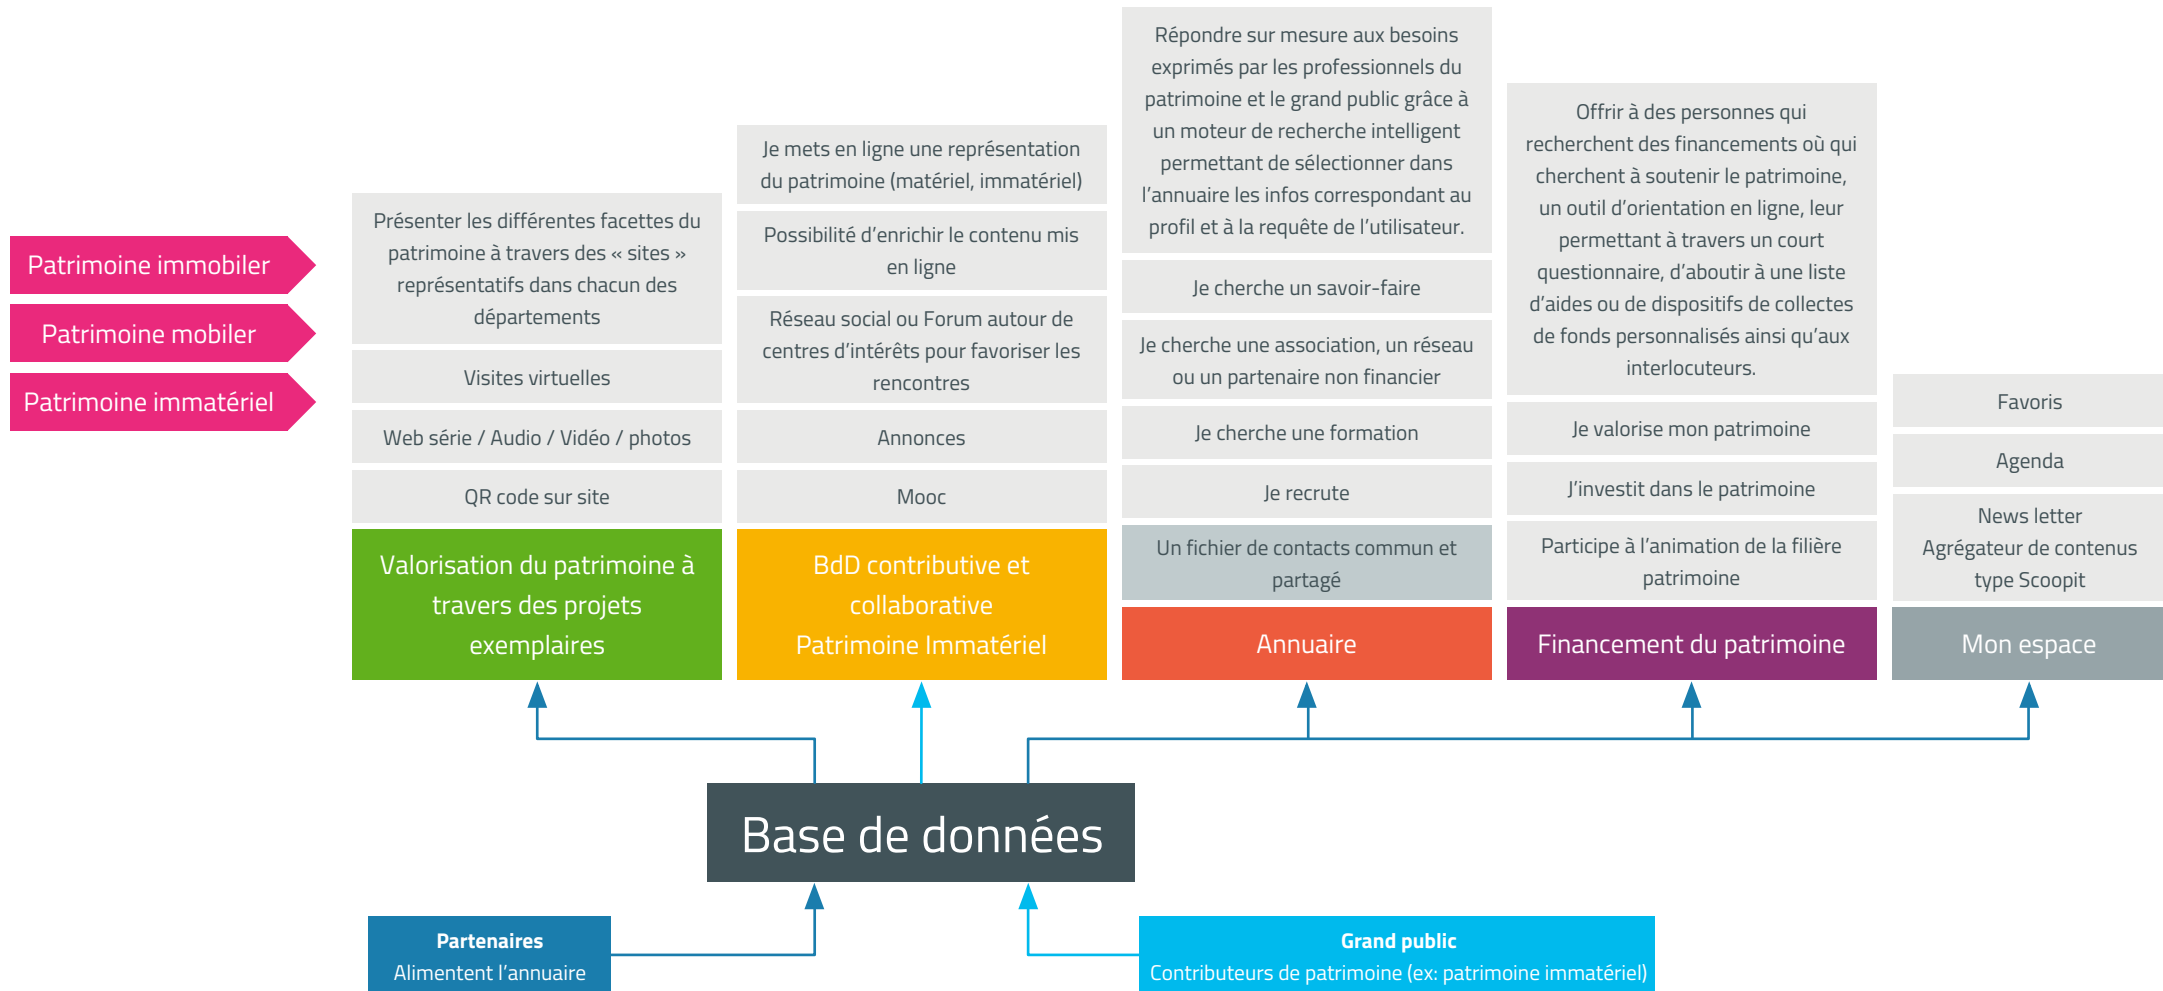 Patrimoine immobiler
Patrimoine mobiler
Patrimoine immatériel
Présenter les différentes facettes du
patrimoine à travers des « sites »
représentatifs dans chacun des
départements
Visites virtuelles
Web série / Audio / Vidéo / photos
QR code sur site
Valorisation du patrimoine à
travers des projets
exemplaires
Je mets en ligne une représentation
du patrimoine (matériel, immatériel)
Possibilité d’enrichir le contenu mis
en ligne
Réseau social ou Forum autour de
centres d’intérêts pour favoriser les
rencontres
Annonces
Mooc
BdD contributive et
collaborative
Patrimoine Immatériel
Répondre sur mesure aux besoins
exprimés par les professionnels du
patrimoine et le grand public grâce à
un moteur de recherche intelligent
permettant de sélectionner dans
l’annuaire les infos correspondant au
profil et à la requête de l’utilisateur.
Je cherche un savoir-faire
Je cherche une association, un réseau
ou un partenaire non financier
Je cherche une formation
Je recrute
Un fichier de contacts commun et
partagé
Annuaire
Offrir à des personnes qui
recherchent des financements où qui
cherchent à soutenir le patrimoine,
un outil d’orientation en ligne, leur
permettant à travers un court
questionnaire, d’aboutir à une liste
d’aides ou de dispositifs de collectes
de fonds personnalisés ainsi qu’aux
interlocuteurs.
Je valorise mon patrimoine
J’investit dans le patrimoine
Participe à l’animation de la filière
patrimoine
Financement du patrimoine
Favoris
Agenda
News letter
Agrégateur de contenus
type Scoopit
Mon espace
Base de données
Partenaires
Alimentent l’annuaire
Grand public
Contributeurs de patrimoine (ex: patrimoine immatériel)